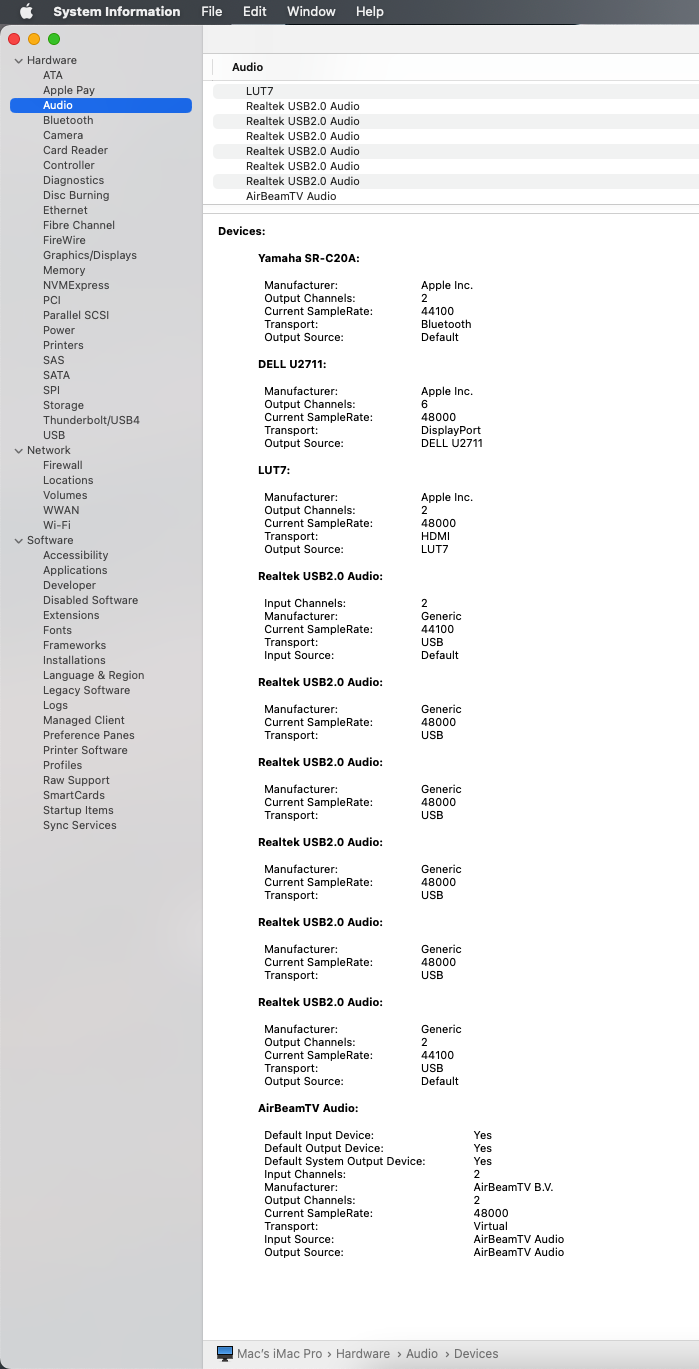 System Information File Edit Window Help
Hardware
ATA
Apple Pay
Audio
Bluetooth
Camera
Card Reader
Controller
Diagnostics
Disc Burning
Ethernet
Fibre Channel
FireWire
Graphics/Displays
Memory
NVMExpress
PCI
Parallel SCSI
Power
Printers
SAS
SATA
SPI
Storage
Thunderbolt/USB4
USB
Network
Firewall
Locations
Volumes
WWAN
Wi-Fi
Software
Accessibility
Applications
Developer
Disabled Software
Extensions
Fonts
Frameworks
Installations
Language & Region
Legacy Software
Logs
Managed Client
Preference Panes
Printer Software
Profiles
Raw Support
SmartCards
Startup Items
Sync Services
Audio
LUT7
Realtek USB2.0 Audio
Realtek USB2.0 Audio
Realtek USB2.0 Audio
Realtek USB2.0 Audio
Realtek USB2.0 Audio
Realtek USB2.0 Audio
AirBeamTV Audio
Devices:
Yamaha SR-C20A:
Manufacturer: Apple Inc.
Output Channels: 2
Current SampleRate: 44100
Transport: Bluetooth
Output Source: Default
DELL U2711:
Manufacturer: Apple Inc.
Output Channels: 6
Current SampleRate: 48000
Transport: DisplayPort
Output Source: DELL U2711
LUT7:
Manufacturer: Apple Inc.
Output Channels: 2
Current SampleRate: 48000
Transport: HDMI
Output Source: LUT7
Realtek USB2.0 Audio:
Input Channels: 2
Manufacturer: Generic
Current SampleRate: 44100
Transport: USB
Input Source: Default
Realtek USB2.0 Audio:
Manufacturer: Generic
Current SampleRate: 48000
Transport: USB
Realtek USB2.0 Audio:
Manufacturer: Generic
Current SampleRate: 48000
Transport: USB
Realtek USB2.0 Audio:
Manufacturer: Generic
Current SampleRate: 48000
Transport: USB
Realtek USB2.0 Audio:
Manufacturer: Generic
Current SampleRate: 48000
Transport: USB
Realtek USB2.0 Audio:
Manufacturer: Generic
Output Channels: 2
Current SampleRate: 44100
Transport: USB
Output Source: Default
AirBeamTV Audio:
Default Input Device: Yes
Default Output Device: Yes
Default System Output Device: Yes
Input Channels: 2
Manufacturer: AirBeamTV B.V.
Output Channels: 2
Current SampleRate: 48000
Transport: Virtual
Input Source: AirBeamTV Audio
Output Source: AirBeamTV Audio
Mac's iMac Pro › Hardware › Audio › Devices